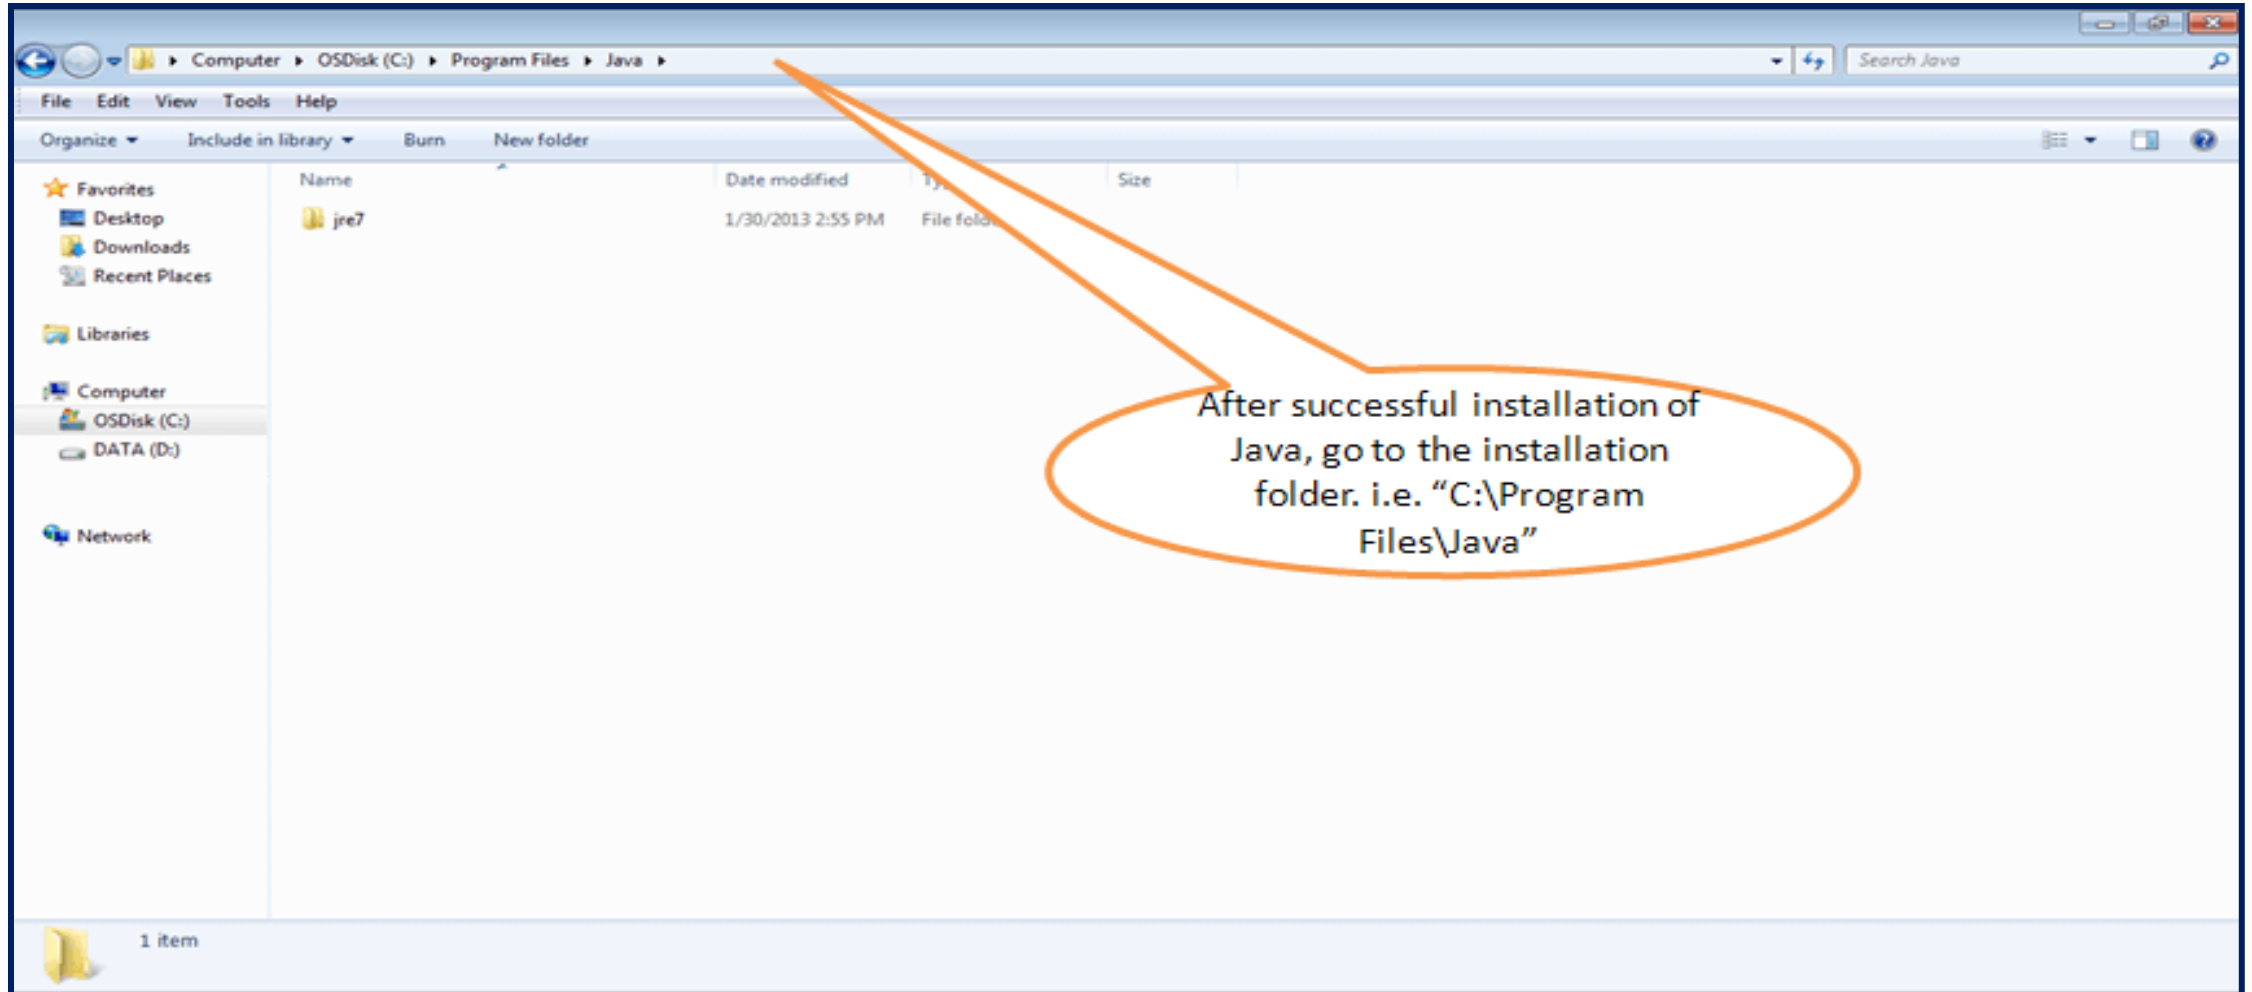 Computer ▸ OSDisk (C:) ▸ Program Files ▸ Java ▸
Search Java
File Edit View Tools Help
Organize Include in library Burn New folder
Name Date modified Size
Favorites
Desktop
Downloads
Recent Places
Libraries
Computer
OSDisk (C:)
DATA (D:)
Network
jre7 1/30/2013 2:55 PM File
After successful installation of
Java, go to the installation
folder. i.e. “C:\Program
Files\Java”
1 item